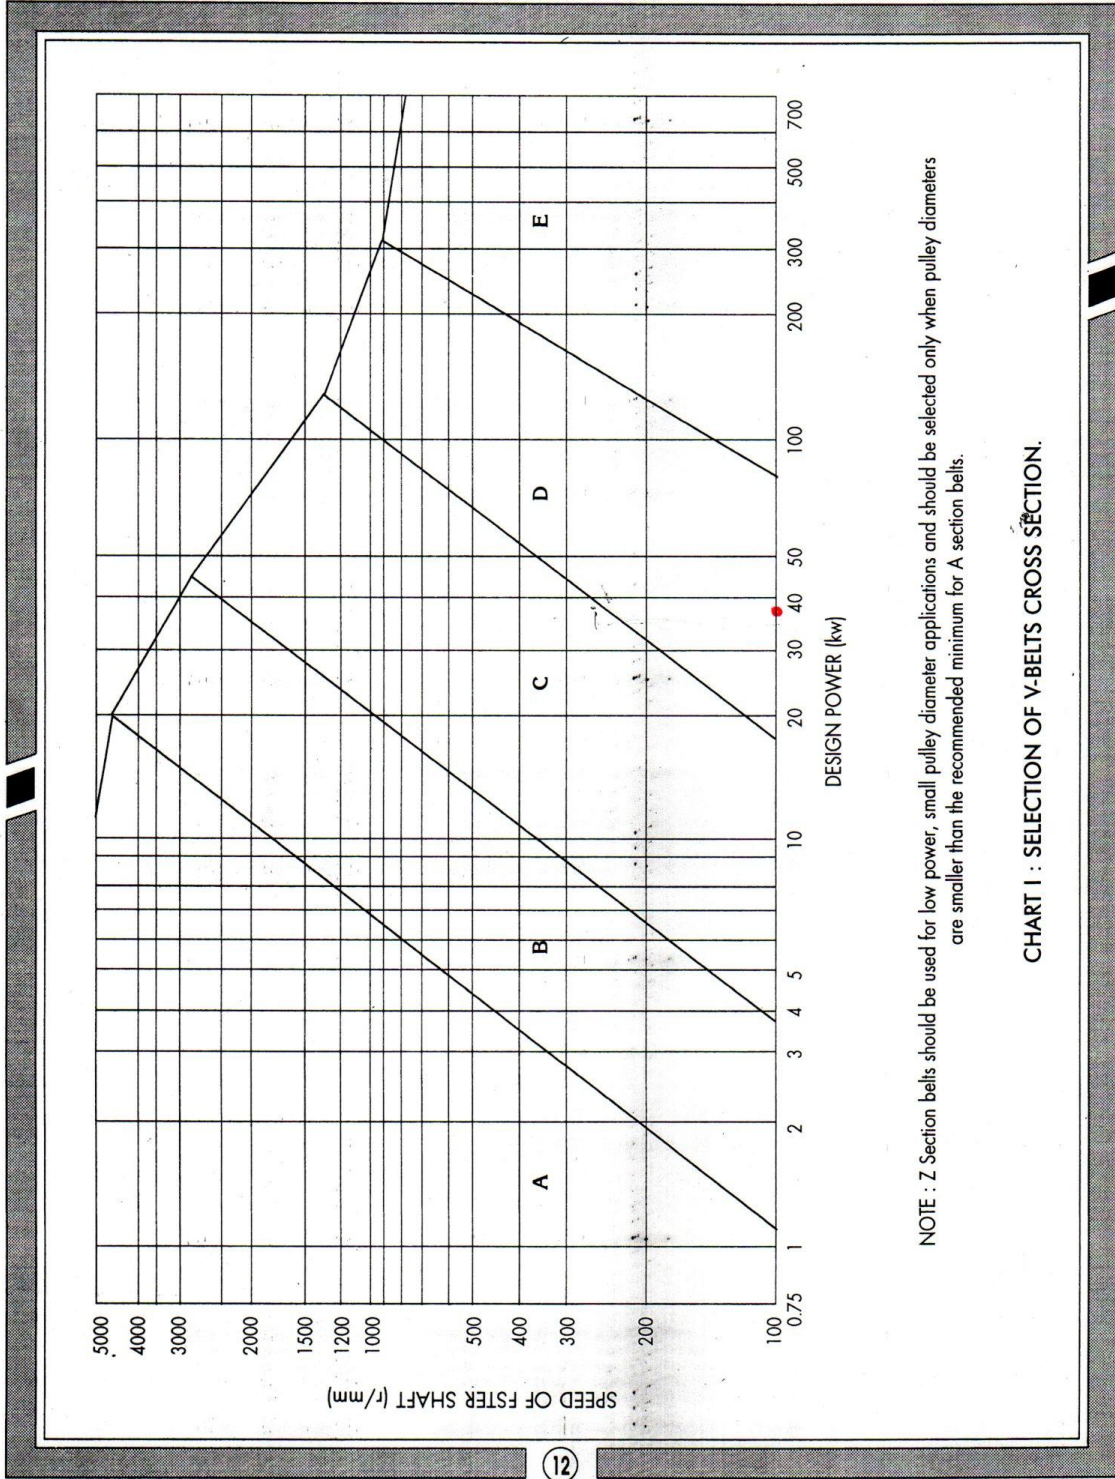 SPEED OF FSTER SHAFT (r/mm)
5000
4000
3000
2000
1500
1200
1000
500
400
300
200
100
A
B
C
D
E
0.75
1
2
3
4
5
10
20
30
40
50
100
200
300
500
700
DESIGN POWER (kw)
NOTE : Z Section belts should be used for low power, small pulley diameter applications and should be selected only when pulley diameters
are smaller than the recommended minimum for A section belts.
CHART I : SELECTION OF V-BELTS CROSS SECTION.
12